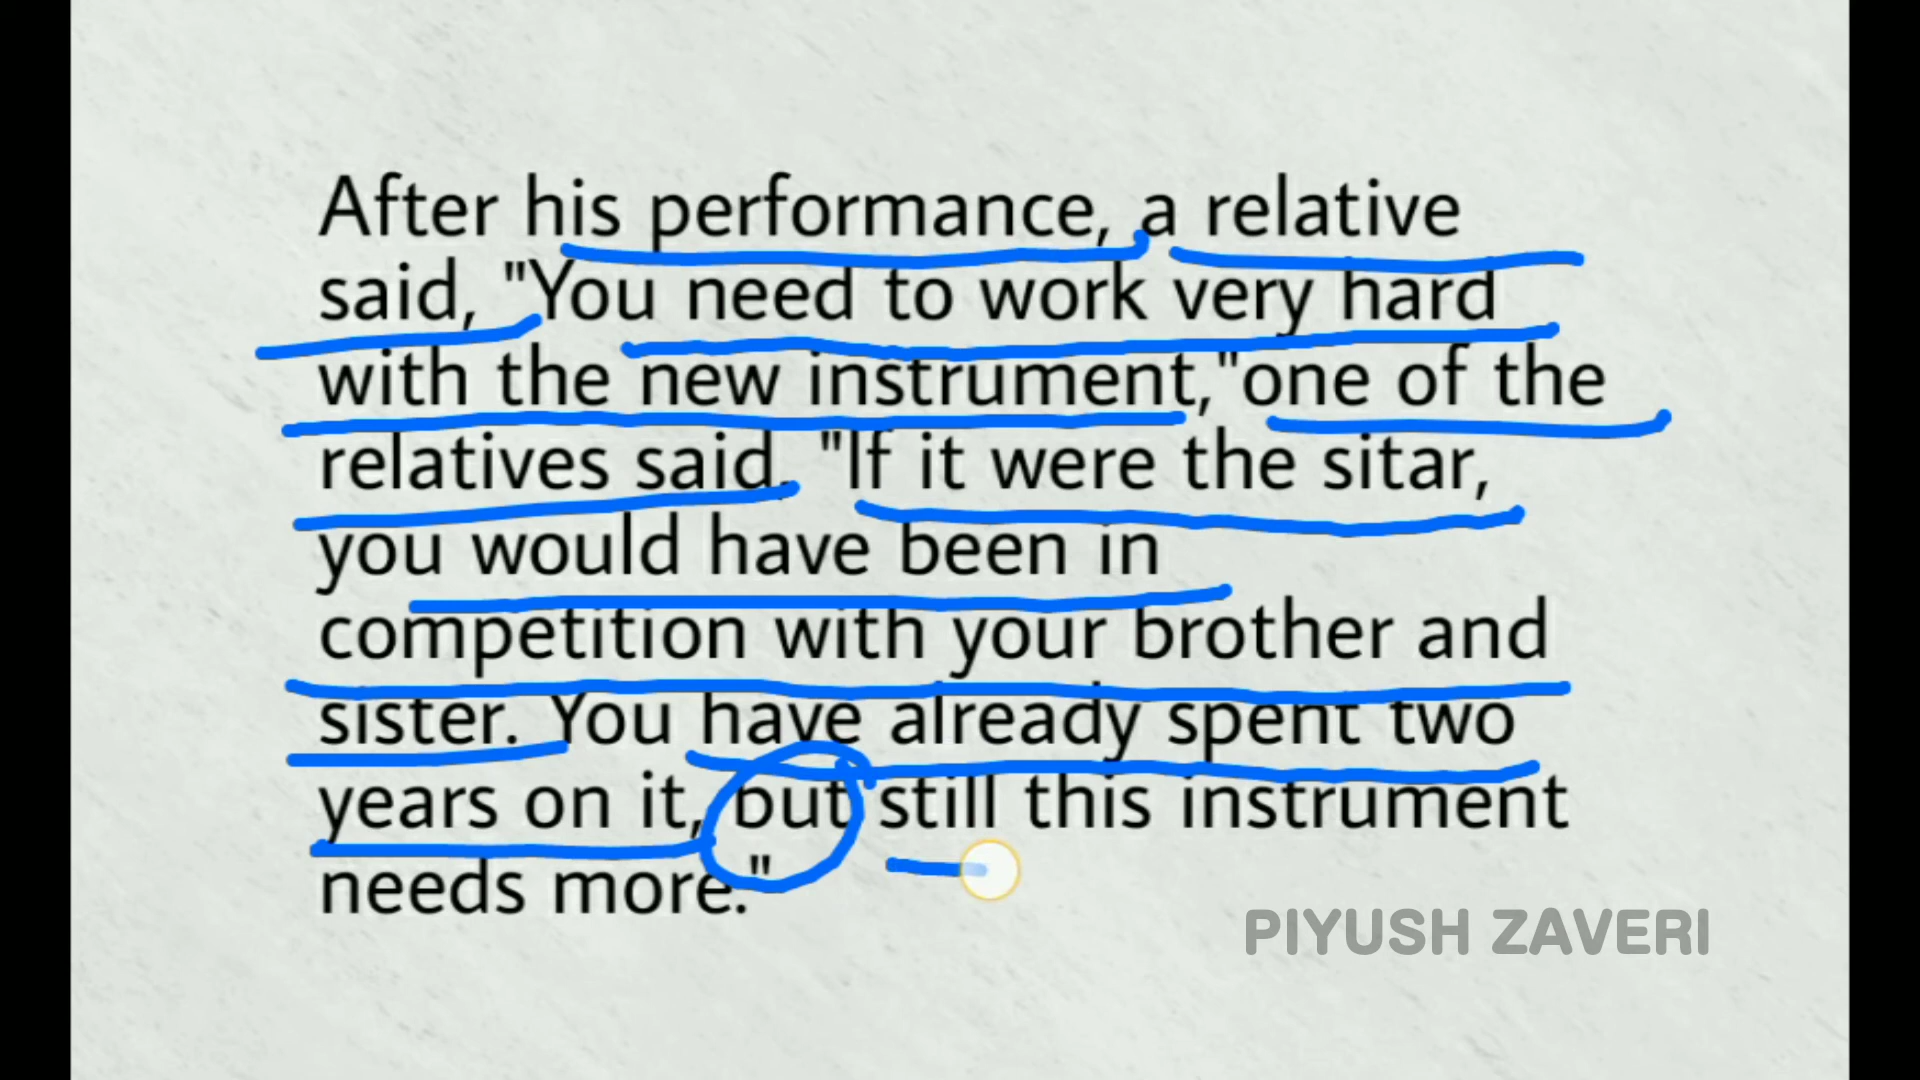 After his performance, a relative
said, "You need to work very hard
with the new instrument,"one of the
relatives said, "If it were the sitar,
you would have been in
competition with your brother and
sister. You have already spent two
years on it, but still this instrument
needs more."
PIYUSH ZAVERI